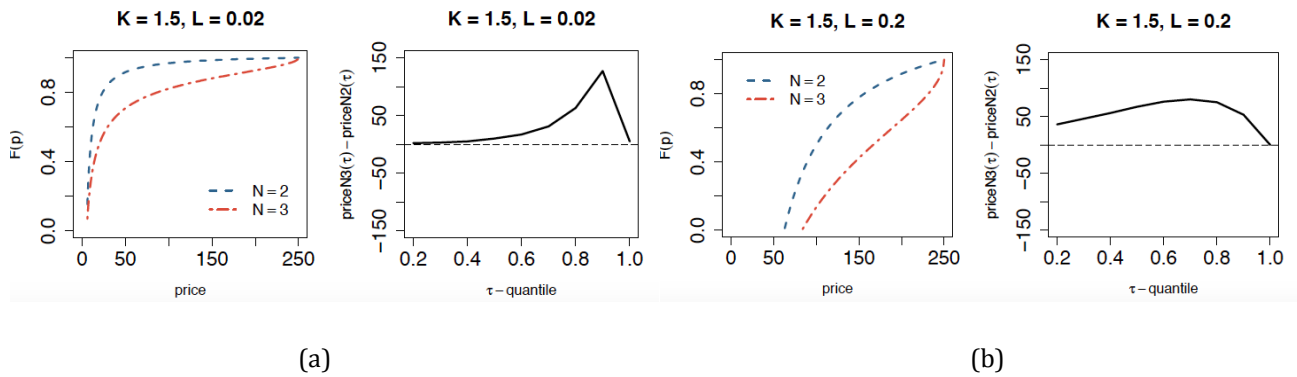 K = 1.5, L = 0.02
F(p)
0.0
0.4
0.8
N = 2
N = 3
0
50
150
250
price
K = 1.5, L = 0.02
priceN3(τ) − priceN2(τ)
−150
−50
50
150
0.2
0.4
0.6
0.8
1.0
τ − quantile
(a)
K = 1.5, L = 0.2
F(p)
0.0
0.4
0.8
N = 2
N = 3
0
50
150
250
price
K = 1.5, L = 0.2
priceN3(τ) − priceN2(τ)
−150
−50
50
150
0.2
0.4
0.6
0.8
1.0
τ − quantile
(b)